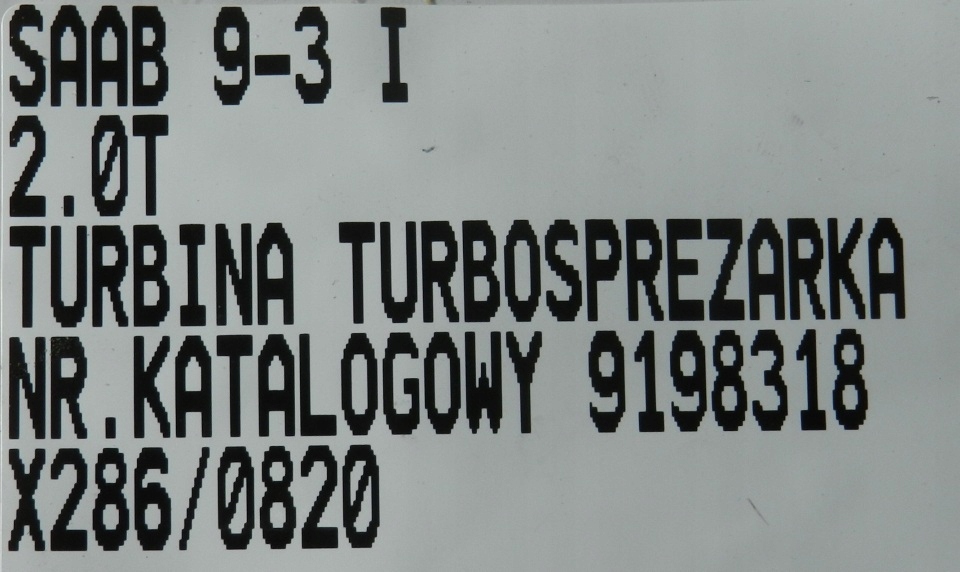 SAAB 9-3 I
2.0T
TURBINA TURBOSPREZARKA
NR.KATALOGOWY 9198318
X286/0820